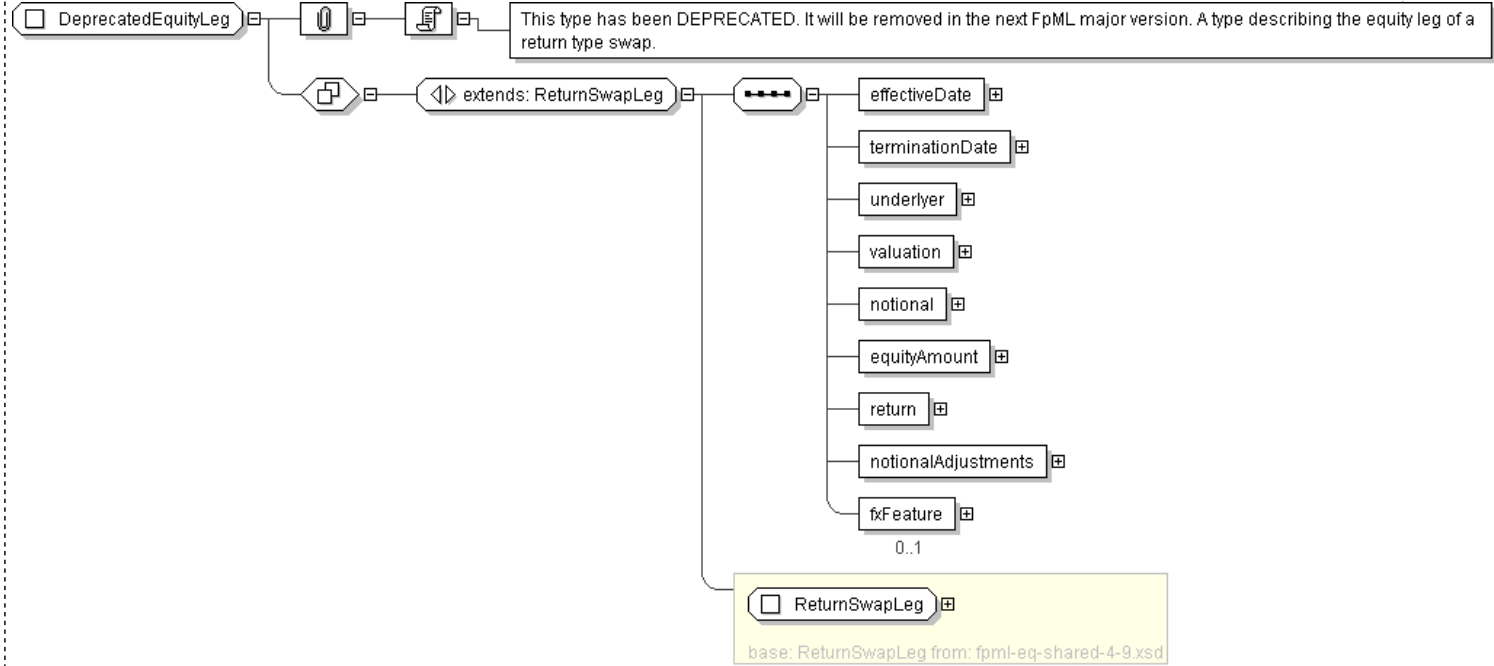 DeprecatedEquityLeg
This type has been DEPRECATED. It will be removed in the next FpML major version. A type describing the equity leg of a
return type swap.
extends: ReturnSwapLeg
effectiveDate
terminationDate
underlyer
valuation
notional
equityAmount
return
notionalAdjustments
fxFeature
0..1
ReturnSwapLeg
base: ReturnSwapLeg from: fpml-eq-shared-4-9.xsd